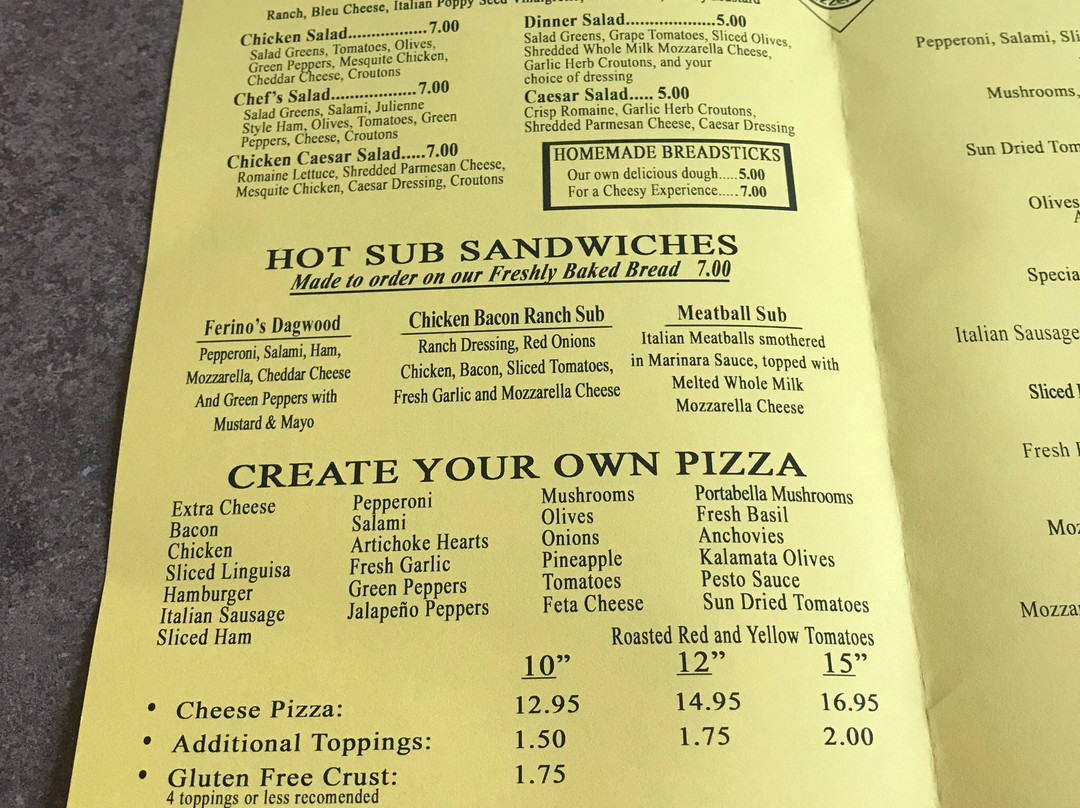 Ranch, Bleu Cheese, Italian Poppy Seed
Chicken Salad.................7.00
Salad Greens, Tomatoes, Olives,
Green Peppers, Mesquite Chicken,
Cheddar Cheese, Croutons
Chef's Salad..................7.00
Salad Greens, Salami, Julienne
Style Ham, Olives, Tomatoes, Green
Peppers, Cheese, Croutons
Chicken Caesar Salad.....7.00
Romaine Lettuce, Shredded Parmesan Cheese,
Mesquite Chicken, Caesar Dressing, Croutons
Dinner Salad...................5.00
Salad Greens, Grape Tomatoes, Sliced Olives,
Shredded Whole Milk Mozzarella Cheese,
Garlic Herb Croutons, and your
choice of dressing
Caesar Salad..... 5.00
Crisp Romaine, Garlic Herb Croutons,
Shredded Parmesan Cheese, Caesar Dressing
HOMEMADE BREADSTICKS
Our own delicious dough.....5.00
For a Cheesy Experience.....7.00
HOT SUB SANDWICHES
Made to order on our Freshly Baked Bread 7.00
Ferino's Dagwood
Pepperoni, Salami, Ham,
Mozzarella, Cheddar Cheese
And Green Peppers with
Mustard & Mayo
Chicken Bacon Ranch Sub
Ranch Dressing, Red Onions
Chicken, Bacon, Sliced Tomatoes,
Fresh Garlic and Mozzarella Cheese
Meatball Sub
Italian Meatballs smothered
in Marinara Sauce, topped with
Melted Whole Milk
Mozzarella Cheese
CREATE YOUR OWN PIZZA
Extra Cheese
Bacon
Chicken
Sliced Linguisa
Hamburger
Italian Sausage
Sliced Ham
Pepperoni
Salami
Artichoke Hearts
Fresh Garlic
Green Peppers
Jalapeño Peppers
Mushrooms
Olives
Onions
Pineapple
Tomatoes
Feta Cheese
Portabella Mushrooms
Fresh Basil
Anchovies
Kalamata Olives
Pesto Sauce
Sun Dried Tomatoes
Roasted Red and Yellow Tomatoes
10" 12" 15"
• Cheese Pizza: 12.95 14.95 16.95
• Additional Toppings: 1.50 1.75 2.00
• Gluten Free Crust: 1.75
4 toppings or less recomended
Pepperoni, Salami, Sli
Mushrooms,
Sun Dried Tom
Olives
A
Specia
Italian Sausage
Sliced
Fresh
Moz
Mozzar